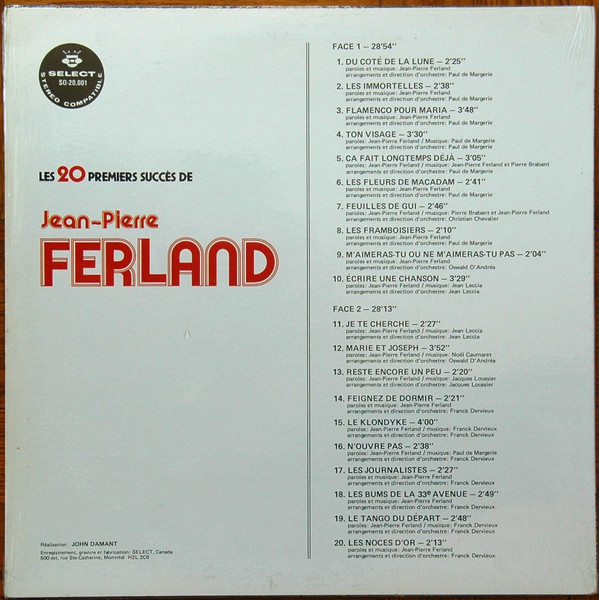 SELECT
SQ-20.001
STEREO COMPATIBLE
LES 20 PREMIERS SUCCÈS DE
Jean-Pierre
FERLAND
Réalisation: JOHN DAMANT
Enregistrement, gravure et fabrication: SELECT, Canada
500 est, rue Ste-Catherine, Montréal H2L 2C6
FACE 1 – 28'54''
1. DU COTÉ DE LA LUNE – 2'25''
paroles et musique: Jean-Pierre Ferland
arrangements et direction d'orchestre: Paul de Margerie
2. LES IMMORTELLES – 2'38''
paroles et musique: Jean-Pierre Ferland
arrangements et direction d'orchestre: Paul de Margerie
3. FLAMENCO POUR MARIA – 3'48''
paroles et musique: Jean-Pierre Ferland
arrangements et direction d'orchestre: Paul de Margerie
4. TON VISAGE – 3'30''
paroles: Jean-Pierre Ferland / Musique: Paul de Margerie
arrangements et direction d'orchestre: Paul de Margerie
5. CA FAIT LONGTEMPS DÉJÀ – 3'05''
paroles: Jean-Pierre Ferland / musique: Jean-Pierre Ferland et Pierre Brabant
arrangements et direction d'orchestre: Paul de Margerie
6. LES FLEURS DE MACADAM – 2'41''
paroles et musique: Jean-Pierre Ferland
arrangements et direction d'orchestre: Paul de Margerie
7. FEUILLES DE GUI – 2'46''
paroles: Jean-Pierre Ferland / musique: Pierre Brabant et Jean-Pierre Ferland
arrangements et direction d'orchestre: Christian Chevalier
8. LES FRAMBOISIERS – 2'10''
paroles et musique: Jean-Pierre Ferland
arrangements et direction d'orchestre: Paul de Margerie
9. M'AIMERAS-TU OU NE M'AIMERAS-TU PAS – 2'04''
paroles et musique: Jean-Pierre Ferland
arrangements et direction d'orchestre: Oswald D'Andréa
10. ÉCRIRE UNE CHANSON – 3'29''
paroles: Jean-Pierre Ferland / musique: Jean Leccia
arrangements et direction d'orchestre: Jean Leccia
FACE 2 – 28'13''
11. JE TE CHERCHE – 2'27''
paroles: Jean-Pierre Ferland / musique: Jean Leccia
arrangements et direction d'orchestre: Jean Leccia
12. MARIE ET JOSEPH – 3'52''
paroles: Jean-Pierre Ferland / musique: Noël Caumaret
arrangements et direction d'orchestre: Oswald D'Andréa
13. RESTE ENCORE UN PEU – 2'20''
paroles: Jean-Pierre Ferland / musique: Jacques Loussier
arrangements et direction d'orchestre: Jacques Loussier
14. FEIGNEZ DE DORMIR – 2'21''
paroles et musique: Jean-Pierre Ferland
arrangements et direction d'orchestre: Franck Dervieux
15. LE KLONDYKE – 4'00''
paroles: Jean-Pierre Ferland / musique: Franck Dervieux
arrangements et direction d'orchestre: Franck Dervieux
16. N'OUVRE PAS – 2'38''
paroles: Jean-Pierre Ferland / musique: Paul de Margerie
arrangements et direction d'orchestre: Franck Dervieux
17. LES JOURNALISTES – 2'27''
paroles et musique: Jean-Pierre Ferland
arrangements et direction d'orchestre: Franck Dervieux
18. LES BUMS DE LA 33e AVENUE – 2'49''
paroles et musique: Jean-Pierre Ferland
arrangements et direction d'orchestre: Franck Dervieux
19. LE TANGO DU DÉPART – 2'48''
paroles et musique: Jean-Pierre Ferland
arrangements et direction d'orchestre: Franck Dervieux
20. LES NOCES D'OR – 2'13''
paroles et musique: Jean-Pierre Ferland
arrangements et direction d'orchestre: Franck Dervieux